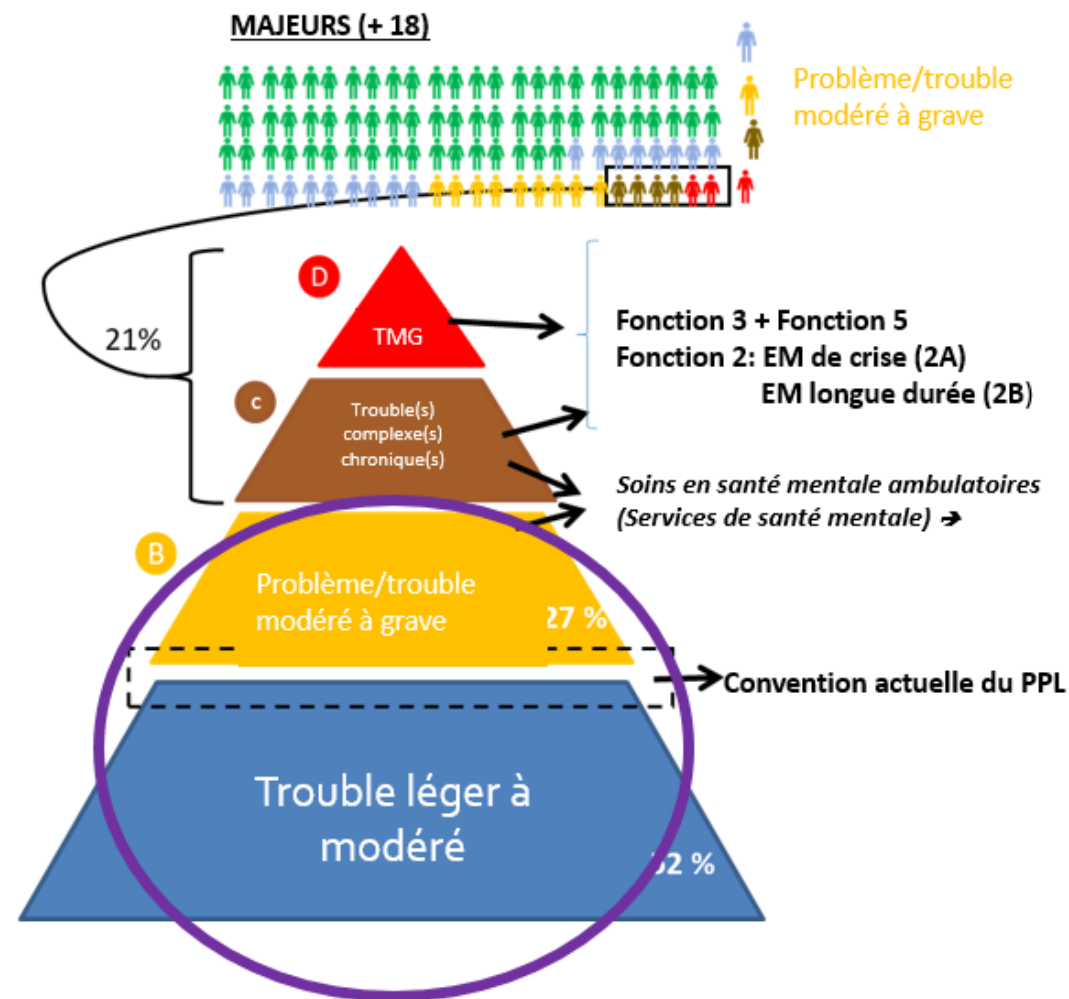 MAJEURS (+ 18)
Problème/trouble
modéré à grave
D
21%
TMG
Fonction 3 + Fonction 5
Fonction 2: EM de crise (2A)
EM longue durée (2B)
c
Trouble(s)
complexe(s)
chronique(s)
Soins en santé mentale ambulatoires
(Services de santé mentale) ➔
B
Problème/trouble
modéré à grave
27 %
Convention actuelle du PPL
Trouble léger à
modéré